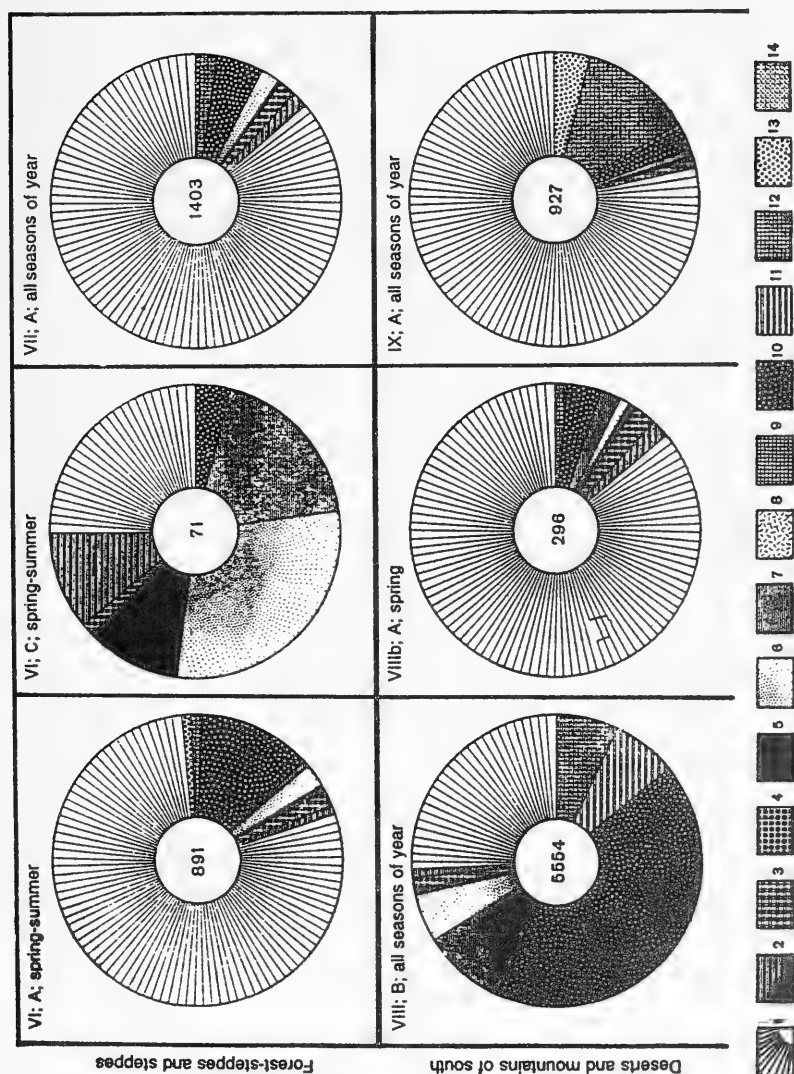 Forest-steppes and steppes
VI; A; spring-summer
891
VI; C; spring-summer
71
VII; A; all seasons of year
1403
Deserts and mountains of south
VIII; B; all seasons of year
5554
VIIIb; A; spring
296
IX; A; all seasons of year
927
2 3 4 5 6 7 8 9 10 11 12 13 14